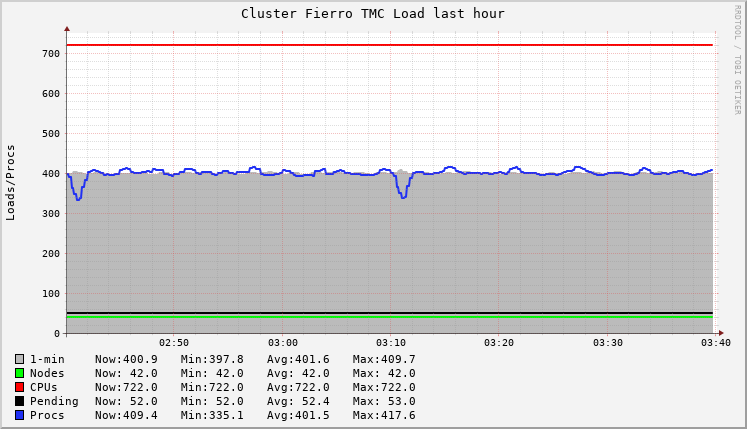 Cluster Fierro TMC Load last hour
RRDTOOL / TOBI OETIKER
Loads/Procs
700
600
500
400
300
200
100
0
02:50 03:00 03:10 03:20 03:30 03:40
1-min Now:400.9 Min:397.8 Avg:401.6 Max:409.7
Nodes Now: 42.0 Min: 42.0 Avg: 42.0 Max: 42.0
CPUs Now:722.0 Min:722.0 Avg:722.0 Max:722.0
Pending Now: 52.0 Min: 52.0 Avg: 52.4 Max: 53.0
Procs Now:409.4 Min:335.1 Avg:401.5 Max:417.6